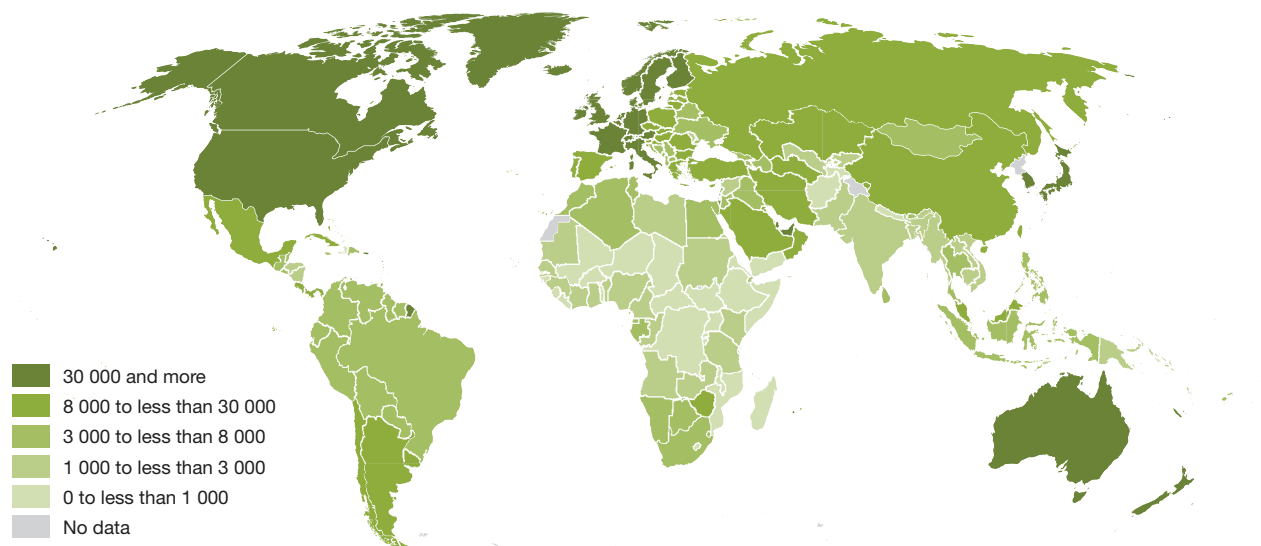 30 000 and more
8 000 to less than 30 000
3 000 to less than 8 000
1 000 to less than 3 000
0 to less than 1 000
No data